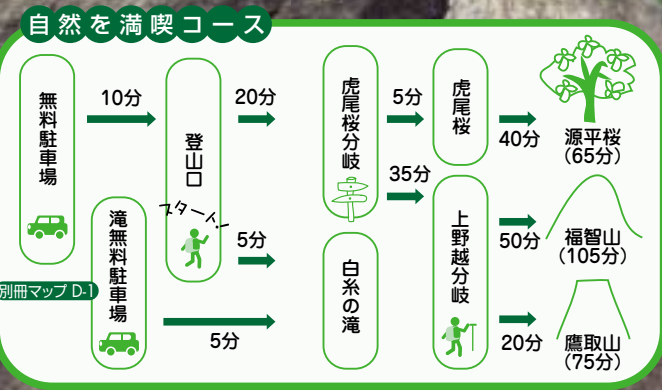 自然を満喫コース
無料駐車場
10分
登山口
スタート!
20分
虎尾桜分岐
5分
虎尾桜
40分
源平桜
(65分)
35分
上野越分岐
50分
福智山
(105分)
20分
鷹取山
(75分)
5分
白糸の滝
滝無料駐車場
5分
別冊マップ D-1